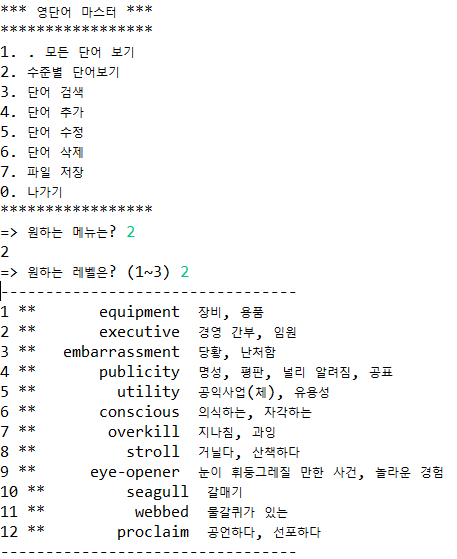 *** 영단어 마스터 ***
*****************
1. . 모든 단어 보기
2. 수준별 단어보기
3. 단어 검색
4. 단어 추가
5. 단어 수정
6. 단어 삭제
7. 파일 저장
0. 나가기
*****************
=> 원하는 메뉴는? 2
2
=> 원하는 레벨은? (1~3) 2
---------------------------------
1 **       equipment  장비, 용품
2 **       executive  경영 간부, 임원
3 **   embarrassment  당황, 난처함
4 **       publicity  명성, 평판, 널리 알려짐, 공표
5 **         utility  공익사업(체), 유용성
6 **       conscious  의식하는, 자각하는
7 **        overkill  지나침, 과잉
8 **          stroll  거닐다, 산책하다
9 **      eye-opener  눈이 휘둥그레질 만한 사건, 놀라운 경험
10 **         seagull  갈매기
11 **          webbed  물갈퀴가 있는
12 **        proclaim  공언하다, 선포하다
---------------------------------